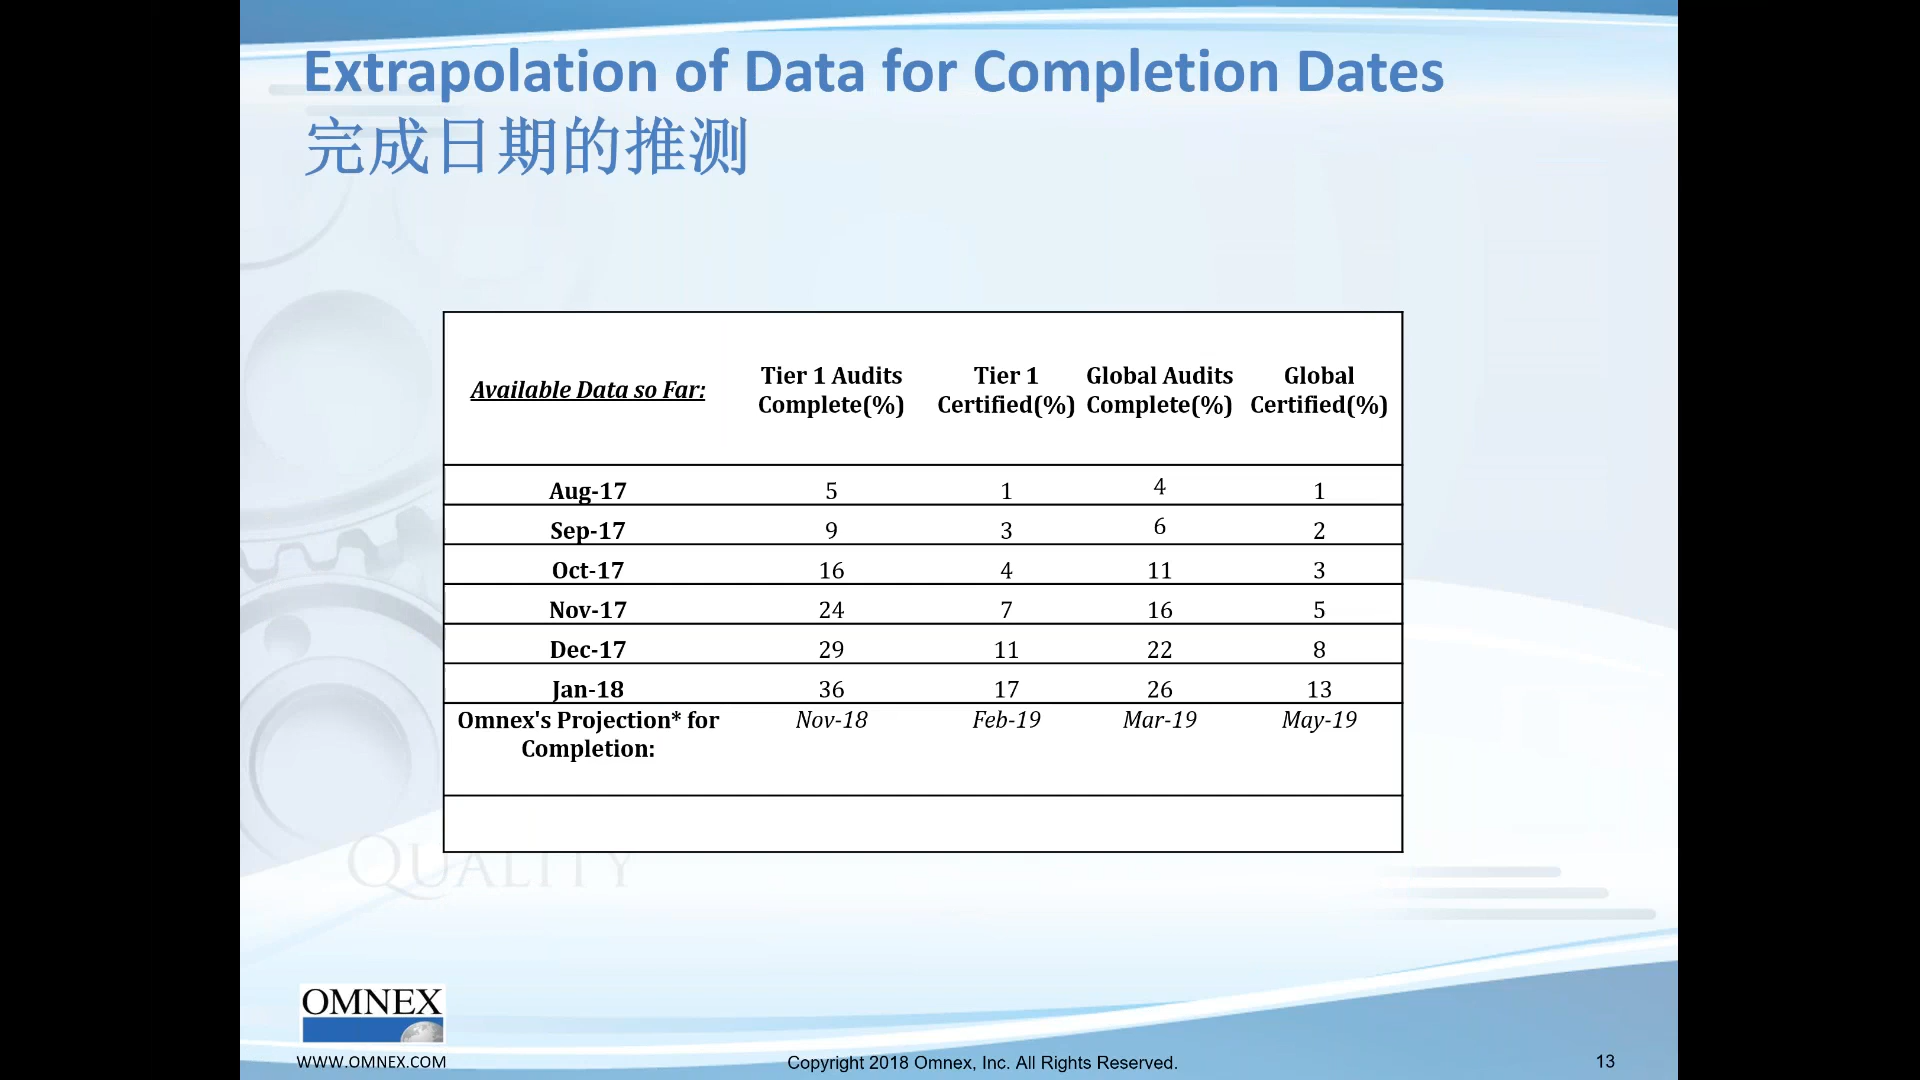 Extrapolation of Data for Completion Dates
完成日期的推测
Available Data so Far: Tier 1 Audits Complete(%) Tier 1 Certified(%) Global Audits Complete(%) Global Certified(%)
Aug-17 5 1 4 1
Sep-17 9 3 6 2
Oct-17 16 4 11 3
Nov-17 24 7 16 5
Dec-17 29 11 22 8
Jan-18 36 17 26 13
Omnex's Projection* for Completion: Nov-18 Feb-19 Mar-19 May-19
QUALITY
OMNEX
WWW.OMNEX.COM
Copyright 2018 Omnex, Inc. All Rights Reserved.
13